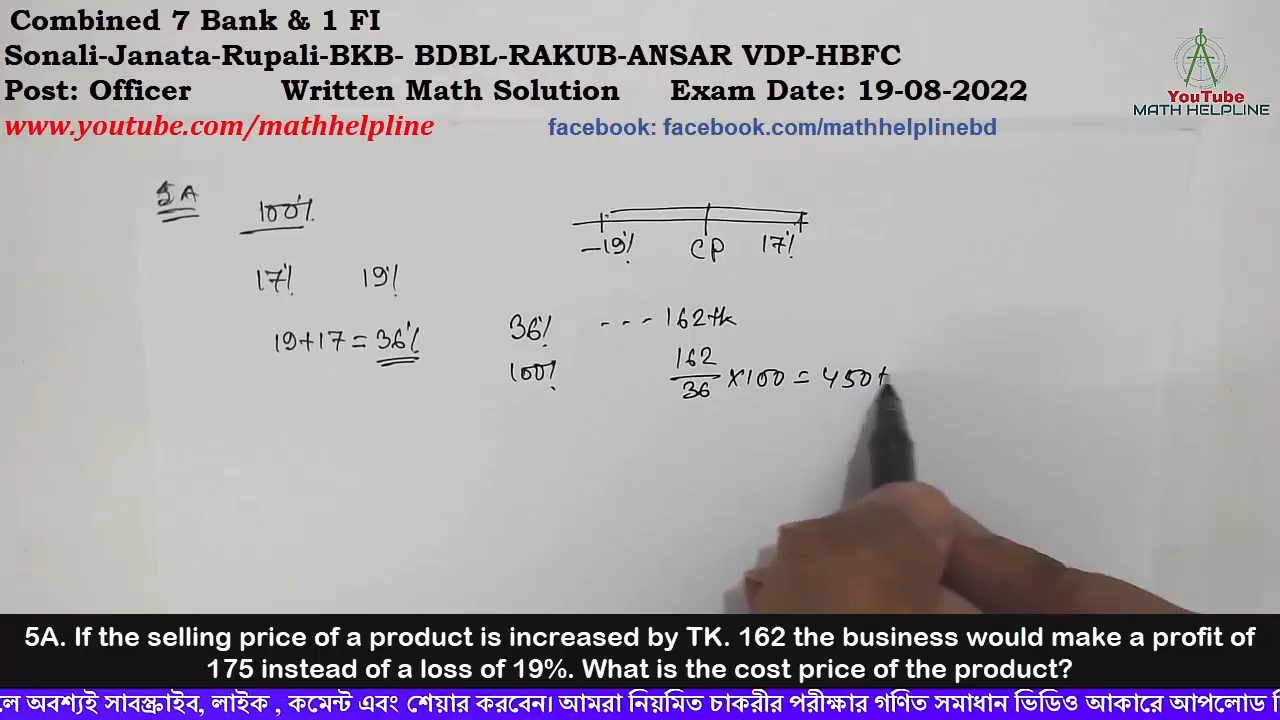 Combined 7 Bank & 1 FI
Sonali-Janata-Rupali-BKB- BDBL-RAKUB-ANSAR VDP-HBFC
Post: Officer Written Math Solution Exam Date: 19-08-2022
www.youtube.com/mathhelpline facebook: facebook.com/mathhelplinebd
YouTube
MATH HELPLINE
5A
100%
-19% CP 17%
17% 19%
36% --- 162tk
19+17=36%
100% 162/36 ×100 = 450t
5A. If the selling price of a product is increased by TK. 162 the business would make a profit of
175 instead of a loss of 19%. What is the cost price of the product?
লে অবশ্যই সাবস্ক্রাইব, লাইক , কমেন্ট এবং শেয়ার করবেন। আমরা নিয়মিত চাকরীর পরীক্ষার গণিত সমাধান ভিডিও আকারে আপলোড